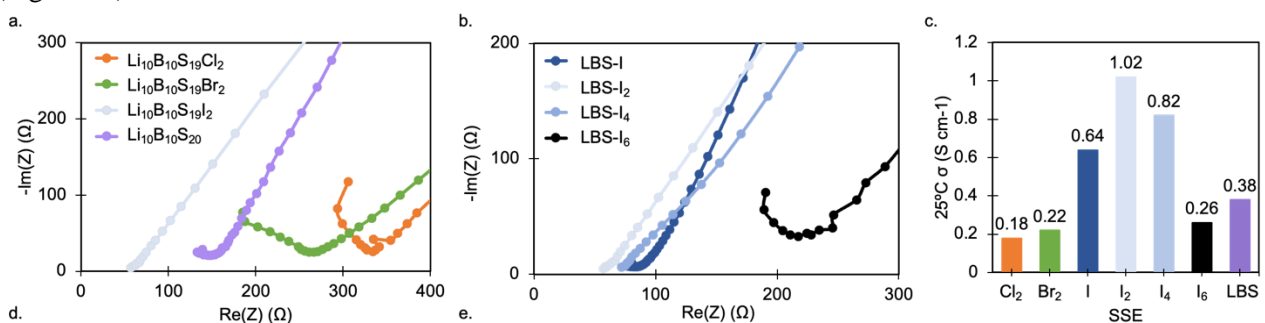 a.
300
200
100
0
-Im(Z) (Ω)
Li10B10S19Cl2
Li10B10S19Br2
Li10B10S19I2
Li10B10S20
0 100 200 300 400
Re(Z) (Ω)
b.
200
100
0
-Im(Z) (Ω)
LBS-I
LBS-I2
LBS-I4
LBS-I6
0 100 200 300
Re(Z) (Ω)
c.
25ºC σ (S cm-1)
1.2
1
0.8
0.6
0.4
0.2
0
0.18
0.22
0.64
1.02
0.82
0.26
0.38
Cl2 Br2 I I2 I4 I6 LBS
SSE
d.
e.